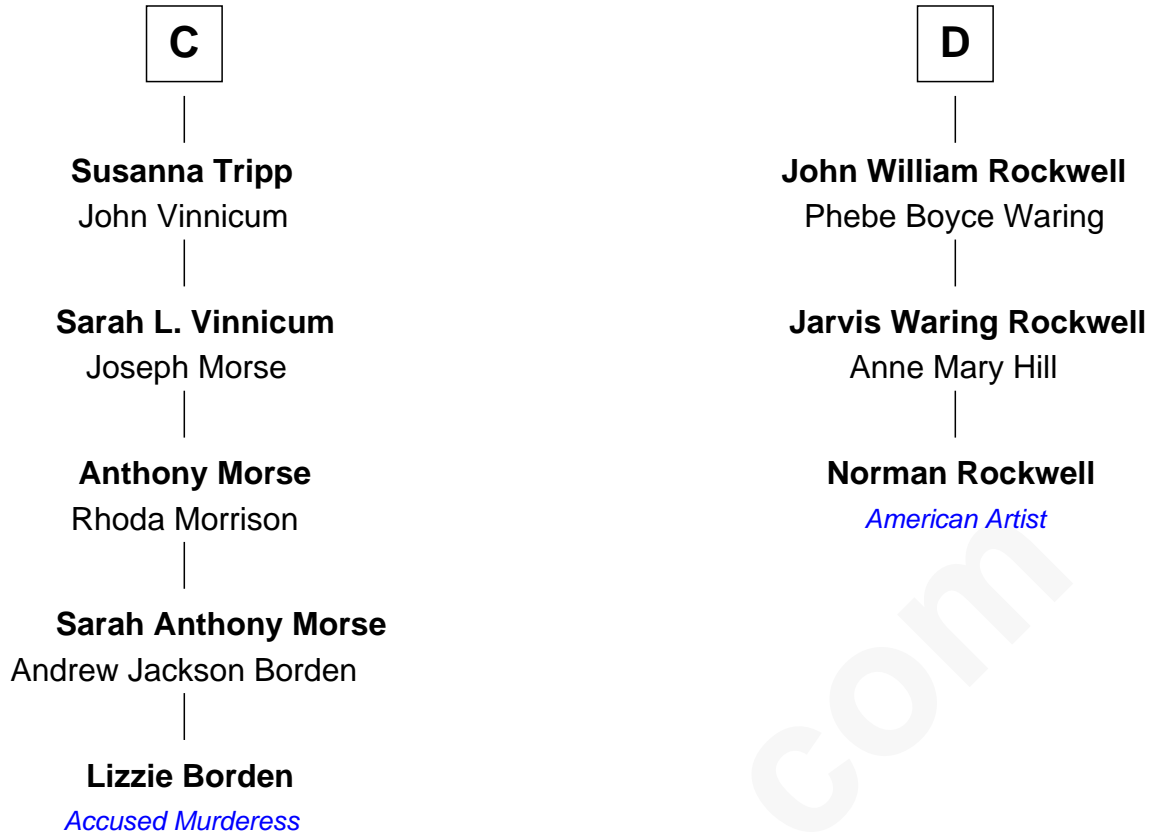 C
Susanna Tripp
John Vinnicum
Sarah L. Vinnicum
Joseph Morse
Anthony Morse
Rhoda Morrison
Sarah Anthony Morse
Andrew Jackson Borden
Lizzie Borden
Accused Murderess
D
John William Rockwell
Phebe Boyce Waring
Jarvis Waring Rockwell
Anne Mary Hill
Norman Rockwell
American Artist
com